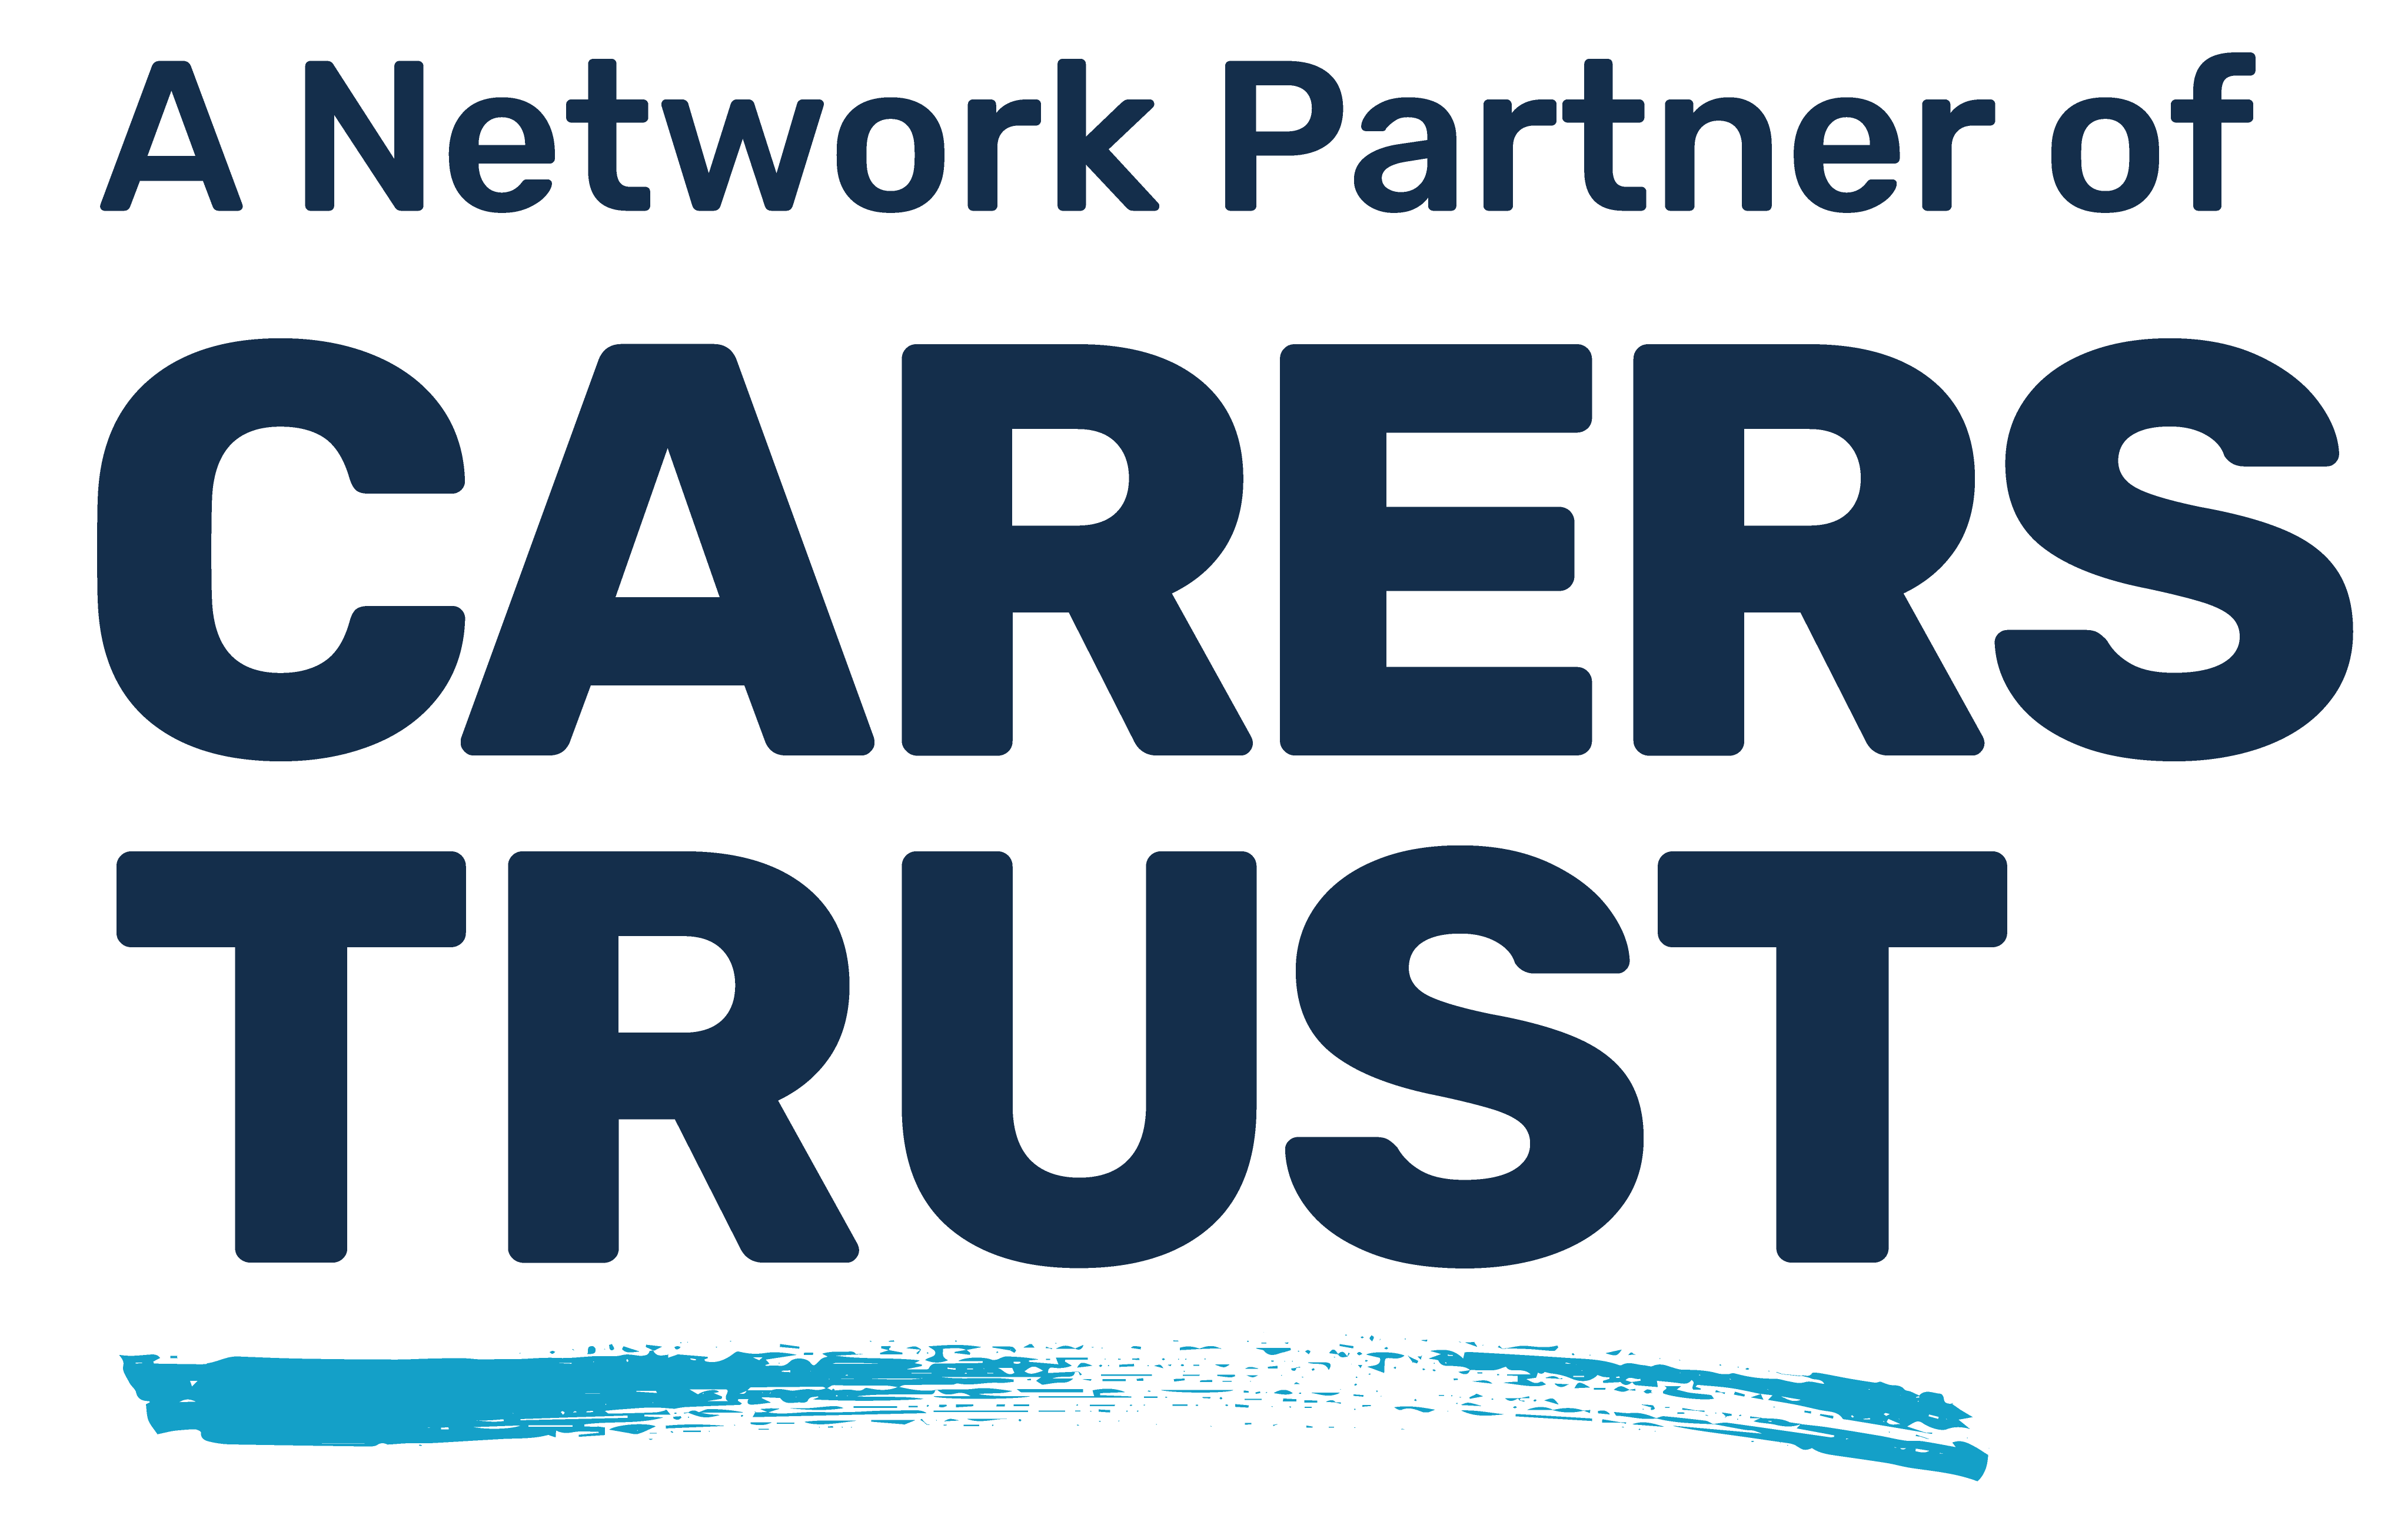 A Network Partner of
CARERS
TRUST